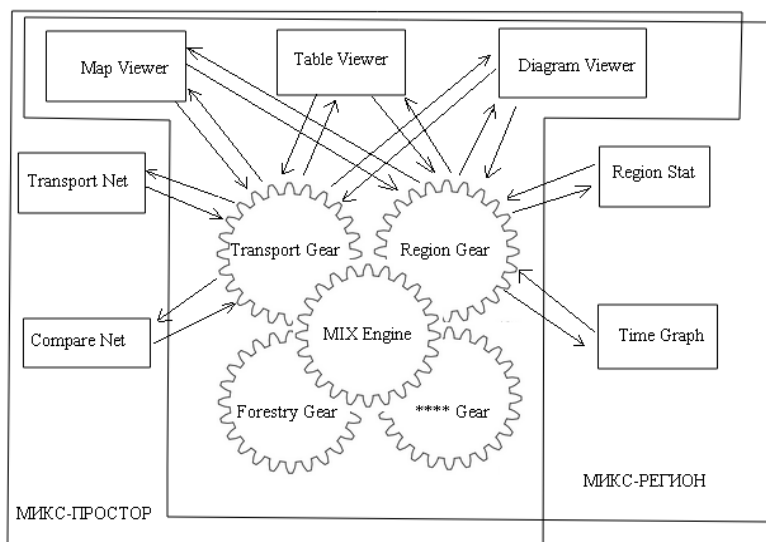 Map Viewer
Table Viewer
Diagram Viewer
Transport Net
Region Stat
Transport Gear
Region Gear
Compare Net
MIX Engine
Time Graph
Forestry Gear
**** Gear
МИКС-ПРОСТОР
МИКС-РЕГИОН